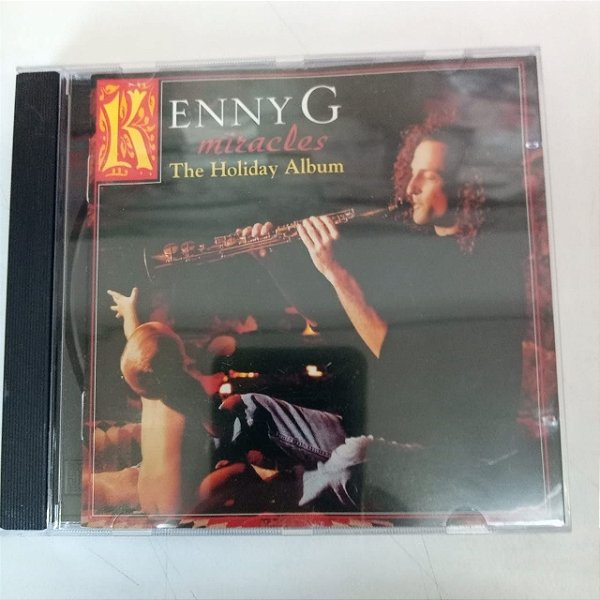 KENNY G
miracles
The Holiday Album